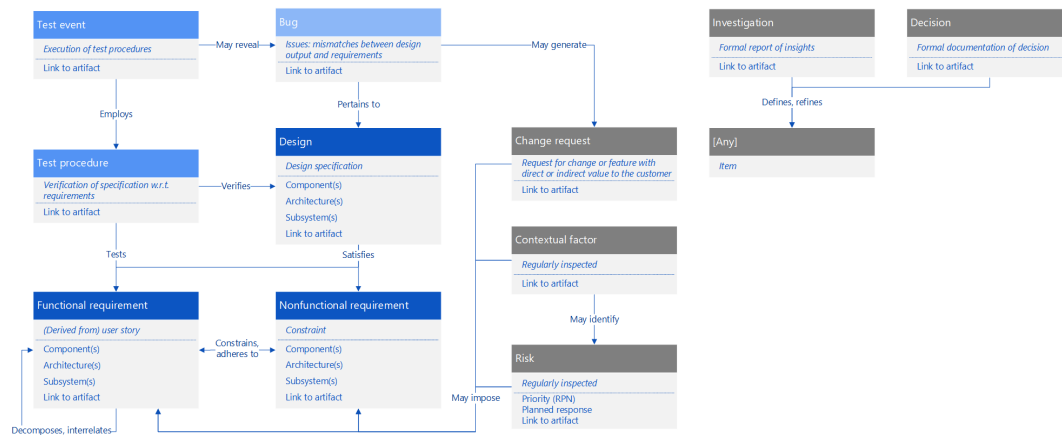 Test event
Execution of test procedures
Link to artifact
May reveal
Bug
Issues: mismatches between design
output and requirements
Link to artifact
May generate
Investigation
Formal report of insights
Link to artifact
Decision
Formal documentation of decision
Link to artifact
Employs
Pertains to
Defines, refines
Test procedure
Verification of specification w.r.t.
requirements
Link to artifact
Verifies
Design
Design specification
Component(s)
Architecture(s)
Subsystem(s)
Link to artifact
Change request
Request for change or feature with
direct or indirect value to the customer
Link to artifact
[Any]
Item
Tests
Satisfies
Contextual factor
Regularly inspected
Link to artifact
May identify
Functional requirement
(Derived from) user story
Component(s)
Architecture(s)
Subsystem(s)
Link to artifact
Constrains,
adheres to
Nonfunctional requirement
Constraint
Component(s)
Architecture(s)
Subsystem(s)
Link to artifact
May impose
Risk
Regularly inspected
Priority (RPN)
Planned response
Link to artifact
Decomposes, interrelates